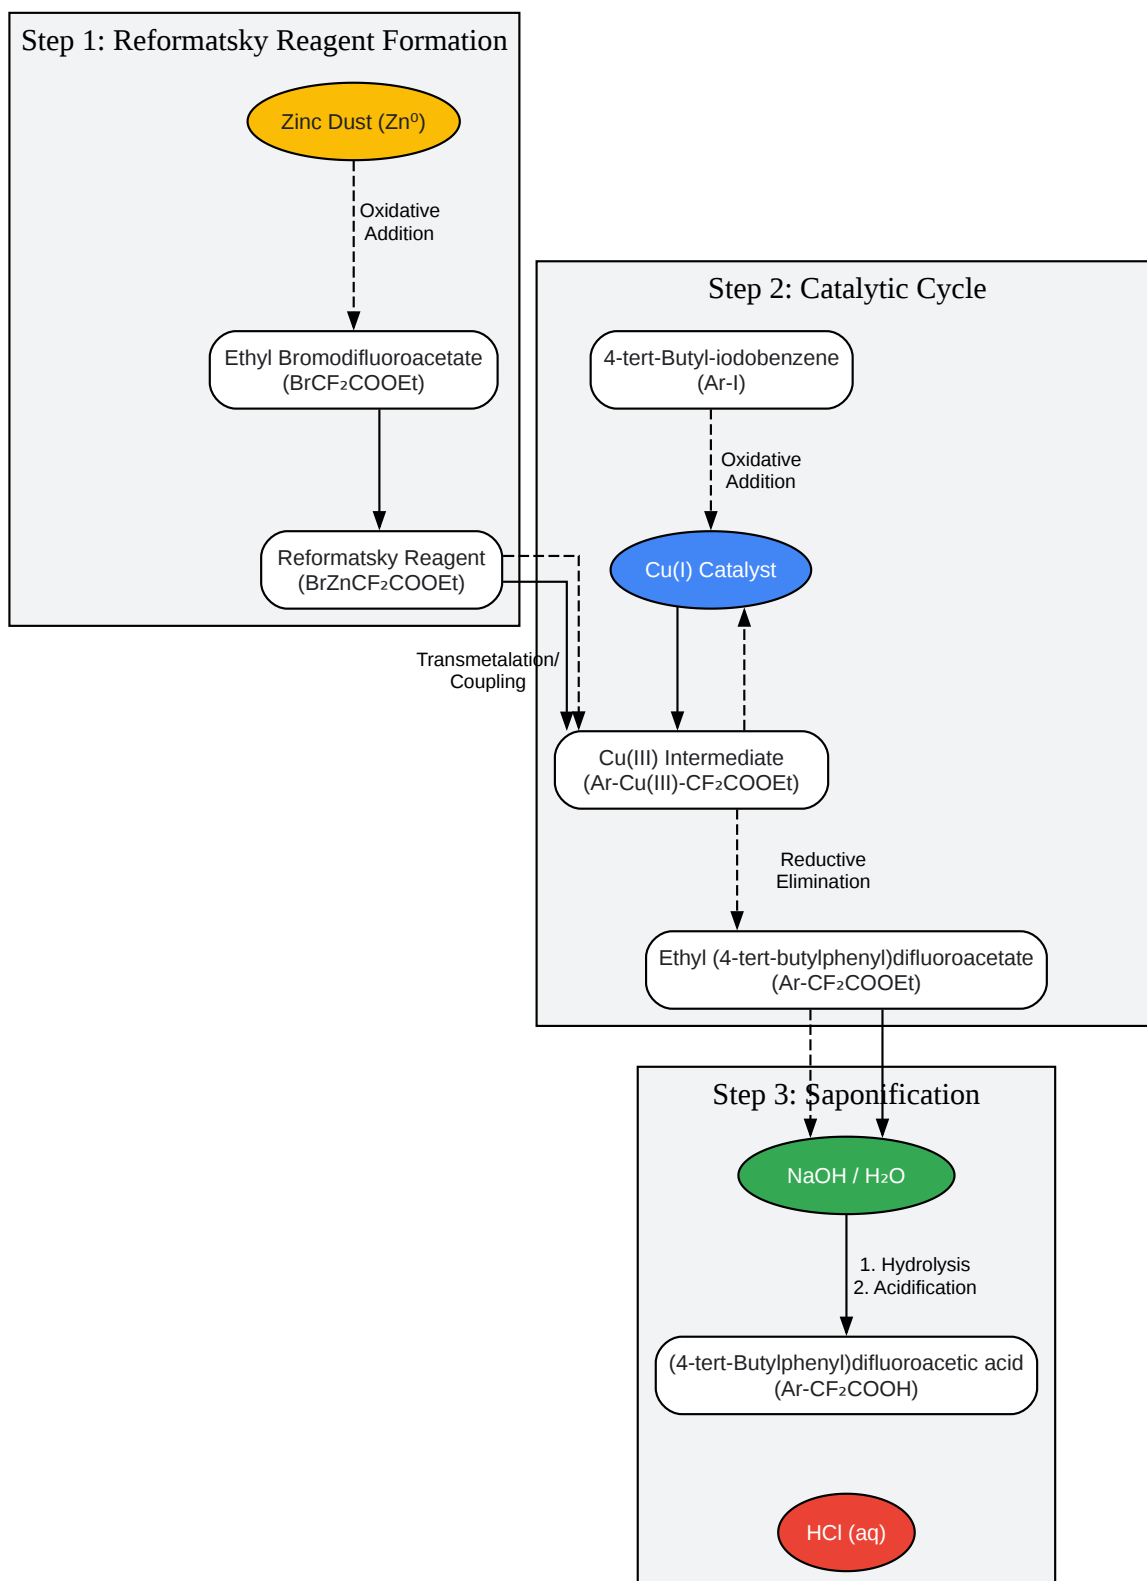 Step 1: Reformatsky Reagent Formation
Zinc Dust (Zn⁰)
Oxidative
Addition
Ethyl Bromodifluoroacetate
(BrCF₂COOEt)
Reformatsky Reagent
(BrZnCF₂COOEt)
Transmetalation/
Coupling
Step 2: Catalytic Cycle
4-tert-Butyl-iodobenzene
(Ar-I)
Oxidative
Addition
Cu(I) Catalyst
Cu(III) Intermediate
(Ar-Cu(III)-CF₂COOEt)
Reductive
Elimination
Ethyl (4-tert-butylphenyl)difluoroacetate
(Ar-CF₂COOEt)
Step 3: Saponification
NaOH / H₂O
1. Hydrolysis
2. Acidification
(4-tert-Butylphenyl)difluoroacetic acid
(Ar-CF₂COOH)
HCl (aq)